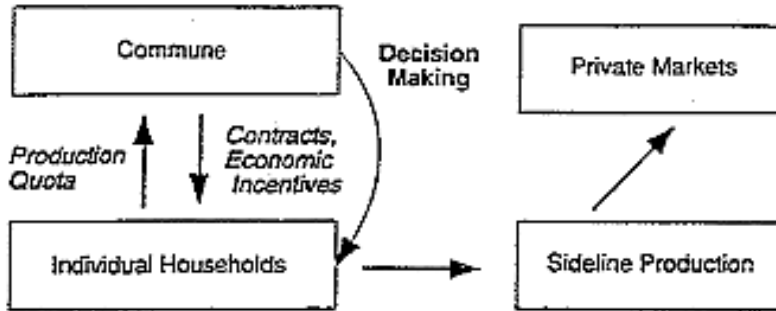 Commune
Decision
Making
Private Markets
Production
Quota
Contracts,
Economic
Incentives
Individual Households
Sideline Production